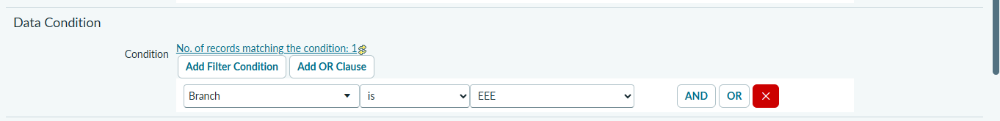 Data Condition
Condition
No. of records matching the condition: 1
Add Filter Condition Add OR Clause
Branch is EEE AND OR